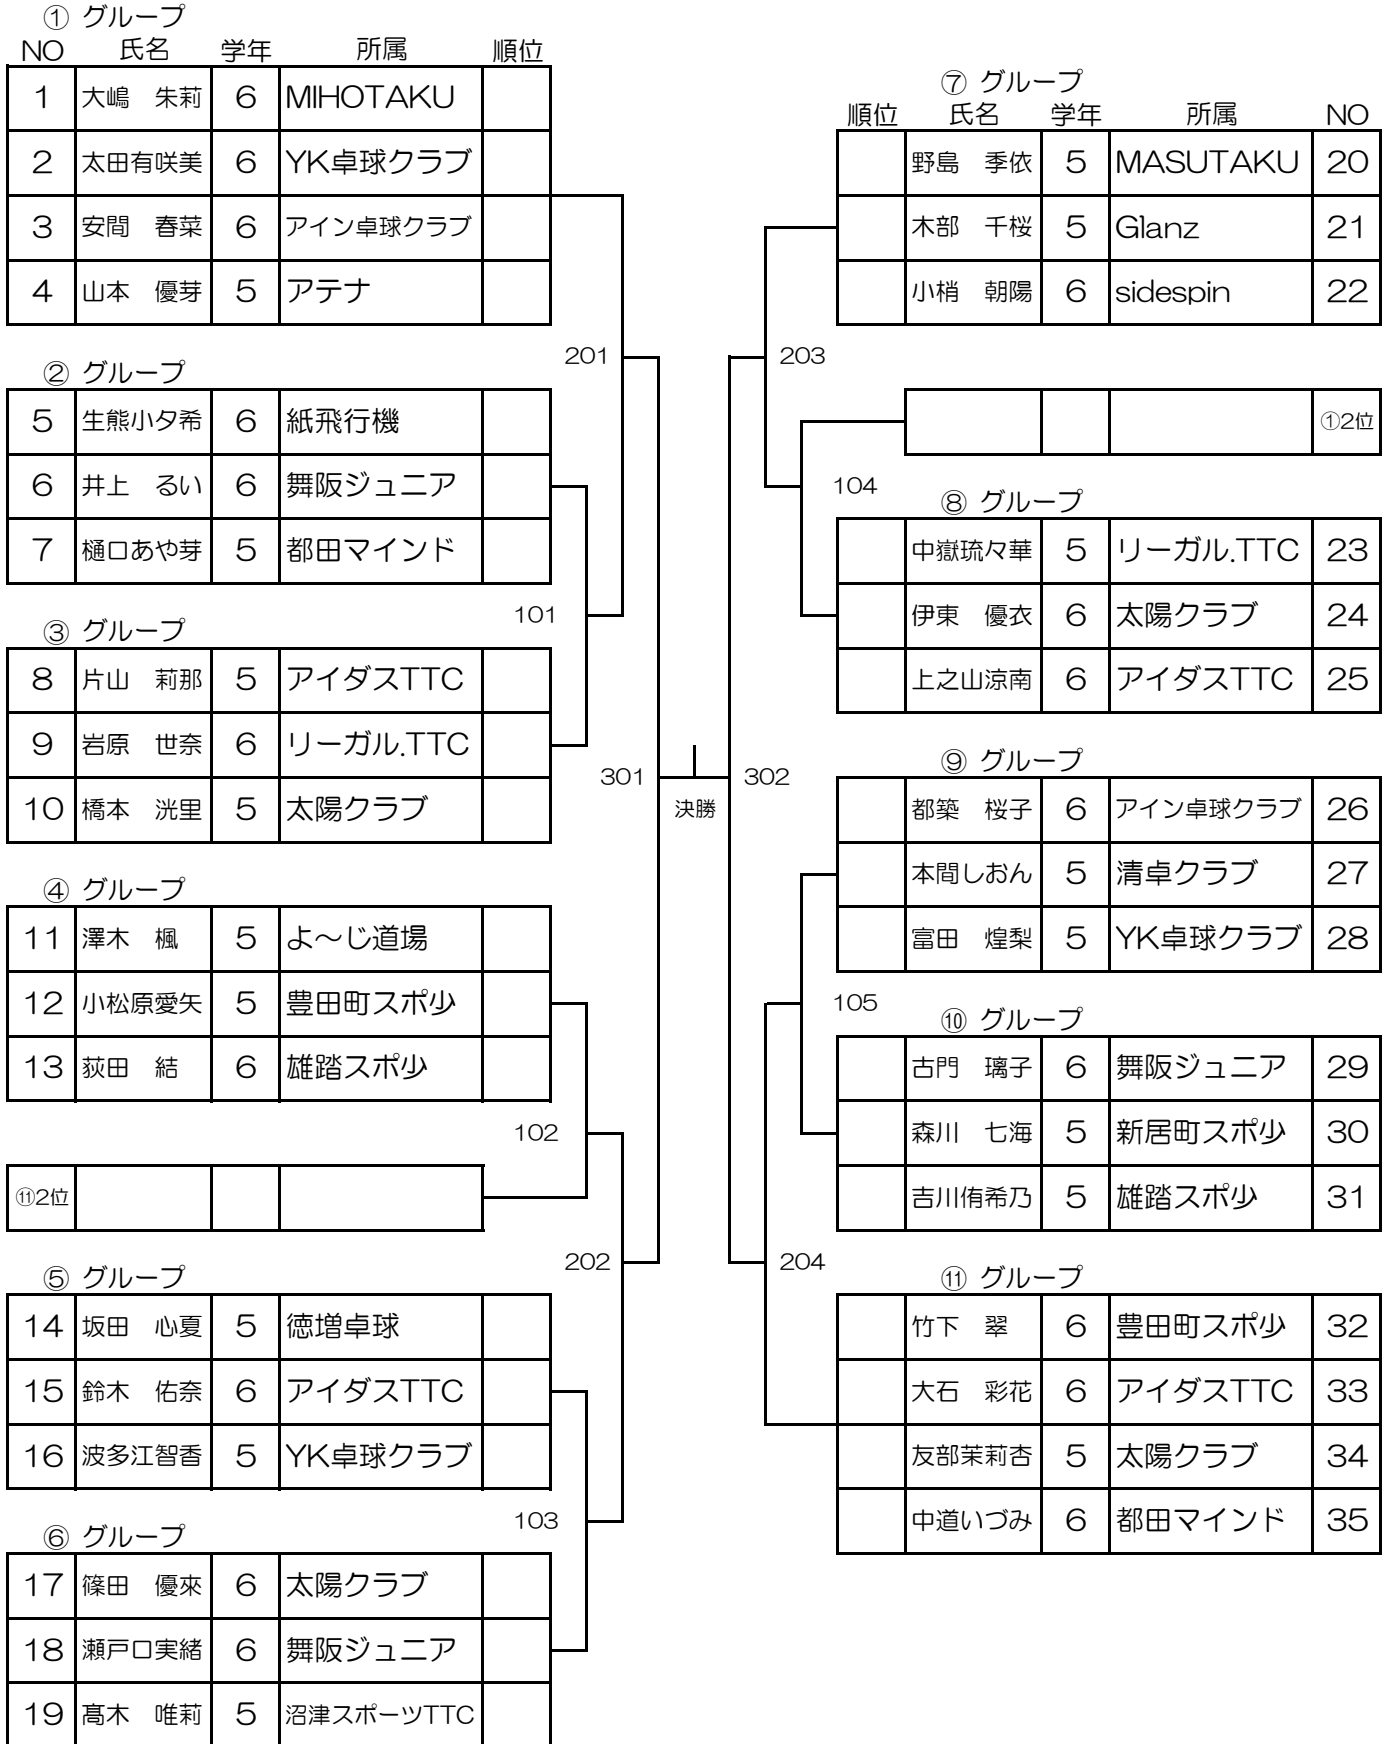 ① グループ
NO 氏名 学年 所属 順位
1 大嶋 朱莉 6 MIHOTAKU
2 太田有咲美 6 YK卓球クラブ
3 安間 春菜 6 アイン卓球クラブ
4 山本 優芽 5 アテナ
201
② グループ
5 生熊小夕希 6 紙飛行機
6 井上 るい 6 舞阪ジュニア
7 樋口あや芽 5 都田マインド
101
③ グループ
8 片山 莉那 5 アイダスTTC
9 岩原 世奈 6 リーガル.TTC
10 橋本 洸里 5 太陽クラブ
301
決勝
④ グループ
11 澤木 楓 5 よ〜じ道場
12 小松原愛矢 5 豊田町スポ少
13 荻田 結 6 雄踏スポ少
102
⑪2位
202
⑤ グループ
14 坂田 心夏 5 徳増卓球
15 鈴木 佑奈 6 アイダスTTC
16 波多江智香 5 YK卓球クラブ
103
⑥ グループ
17 篠田 優來 6 太陽クラブ
18 瀬戸口実緒 6 舞阪ジュニア
19 髙木 唯莉 5 沼津スポーツTTC
⑦ グループ
順位 氏名 学年 所属 NO
野島 季依 5 MASUTAKU 20
木部 千桜 5 Glanz 21
小梢 朝陽 6 sidespin 22
203
①2位
104
⑧ グループ
中嶽琉々華 5 リーガル.TTC 23
伊東 優衣 6 太陽クラブ 24
上之山涼南 6 アイダスTTC 25
302
⑨ グループ
都築 桜子 6 アイン卓球クラブ 26
本間しおん 5 清卓クラブ 27
富田 煌梨 5 YK卓球クラブ 28
105
⑩ グループ
古門 璃子 6 舞阪ジュニア 29
森川 七海 5 新居町スポ少 30
吉川侑希乃 5 雄踏スポ少 31
204
⑪ グループ
竹下 翠 6 豊田町スポ少 32
大石 彩花 6 アイダスTTC 33
友部茉莉杏 5 太陽クラブ 34
中道いづみ 6 都田マインド 35